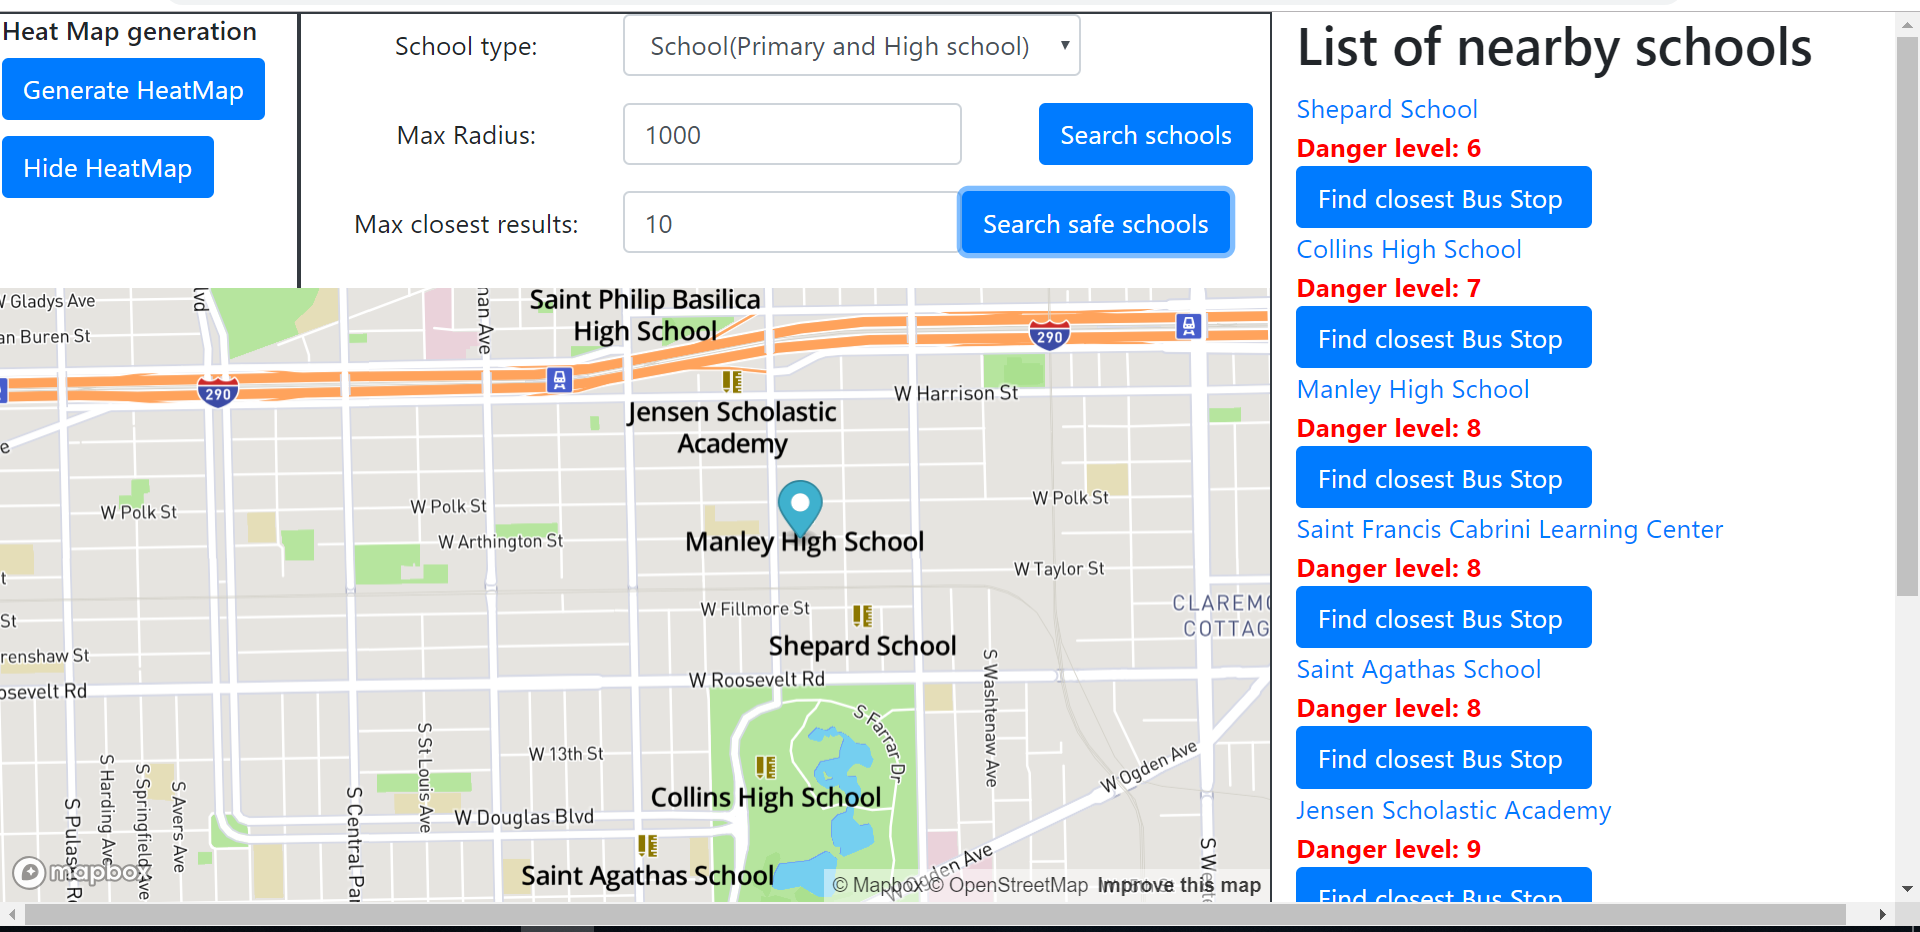 Heat Map generation
Generate HeatMap
Hide HeatMap
School type:
School(Primary and High school)
Max Radius:
1000
Search schools
Max closest results:
10
Search safe schools
W Gladys Ave
an Buren St
lvd
nan Ave
Saint Philip Basilica
High School
290
290
W Harrison St
Jensen Scholastic
Academy
e
W Polk St
W Polk St
W Polk St
W Arthington St
Manley High School
W Taylor St
t
W Fillmore St
CLAREMO
COTTAG
St
Shepard School
renshaw St
W Roosevelt Rd
osevelt Rd
S Washtenaw Ave
S Farrar Dr
S St Louis Ave
W 13th St
W Ogden Ave
S Harding Ave
S Springfield Ave
S Avers Ave
S Pulask R
S Central Par
Collins High School
W Douglas Blvd
W Ogden Ave
Saint Agathas School
mapbox
© Mapbox © OpenStreetMap Improve this map
List of nearby schools
Shepard School
Danger level: 6
Find closest Bus Stop
Collins High School
Danger level: 7
Find closest Bus Stop
Manley High School
Danger level: 8
Find closest Bus Stop
Saint Francis Cabrini Learning Center
Danger level: 8
Find closest Bus Stop
Saint Agathas School
Danger level: 8
Find closest Bus Stop
Jensen Scholastic Academy
Danger level: 9
Find closest Bus Stop